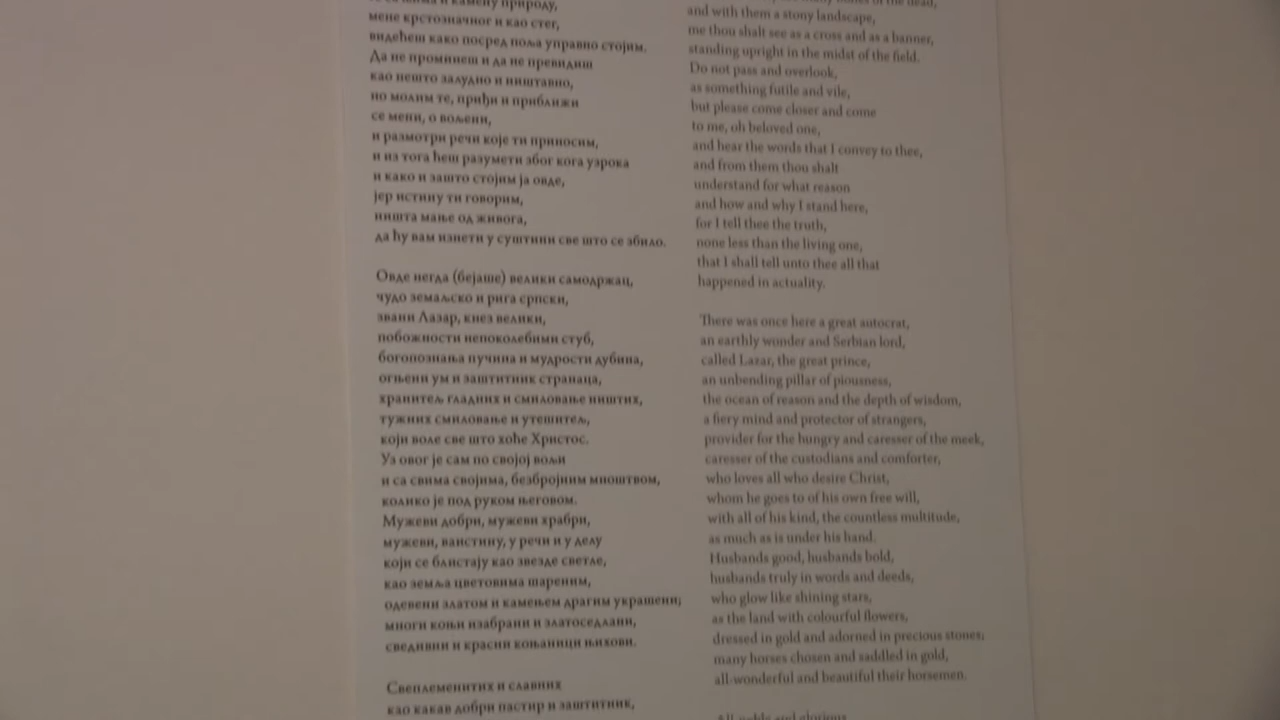 мене крстозначног и као стег,
видећеш како посред поља управно стојим.
Да не проминеш и да не превидиш
као нешто залудно и ништавно,
но молим те, приђи и приближи
се мени, о вољени,
и размотри речи које ти приносим,
и из тога ћеш разумети због кога узрока
и како и зашто стојим ја овде,
јер истину ти говорим,
ништа мање од живога,
да ћу вам изнети у суштини све што се збило.
Овде негда (бејаше) велики самодржац,
чудо земаљско и рига српски,
звани Лазар, кнез велики,
побожности непоколебими стуб,
богопознања пучина и мудрости дубина,
огњени ум и заштитник странаца,
хранитељ гладних и смиловање ништих,
тужних смиловање и утешитељ,
који воле све што хоће Христос.
Уз овог је сам по својој вољи
и са свима својима, безбројним мноштвом,
колико је под руком његовом.
Мужеви добри, мужеви храбри,
мужеви, ваистину, у речи и у делу
који се блистају као звезде светле,
као земља цветовима шареним,
одевени златом и камењем драгим украшени;
многи коњи изабрани и златоседлани,
сведивни и красни коњаници њихови.
Свеплеменитих и славних
као какав добри пастир и заштитник,
and with them a stony landscape,
me thou shalt see as a cross and as a banner,
standing upright in the midst of the field.
Do not pass and overlook,
as something futile and vile,
but please come closer and come
to me, oh beloved one,
and hear the words that I convey to thee,
and from them thou shalt
understand for what reason
and how and why I stand here,
for I tell thee the truth,
none less than the living one,
that I shall tell unto thee all that
happened in actuality.
There was once here a great autocrat,
an earthly wonder and Serbian lord,
called Lazar, the great prince,
an unbending pillar of piousness,
the ocean of reason and the depth of wisdom,
a fiery mind and protector of strangers,
provider for the hungry and caresser of the meek,
caresser of the custodians and comforter,
who loves all who desire Christ,
whom he goes to of his own free will,
with all of his kind, the countless multitude,
as much as is under his hand.
Husbands good, husbands bold,
husbands truly in words and deeds,
who glow like shining stars,
as the land with colourful flowers,
dressed in gold and adorned in precious stones;
many horses chosen and saddled in gold,
all-wonderful and beautiful their horsemen.